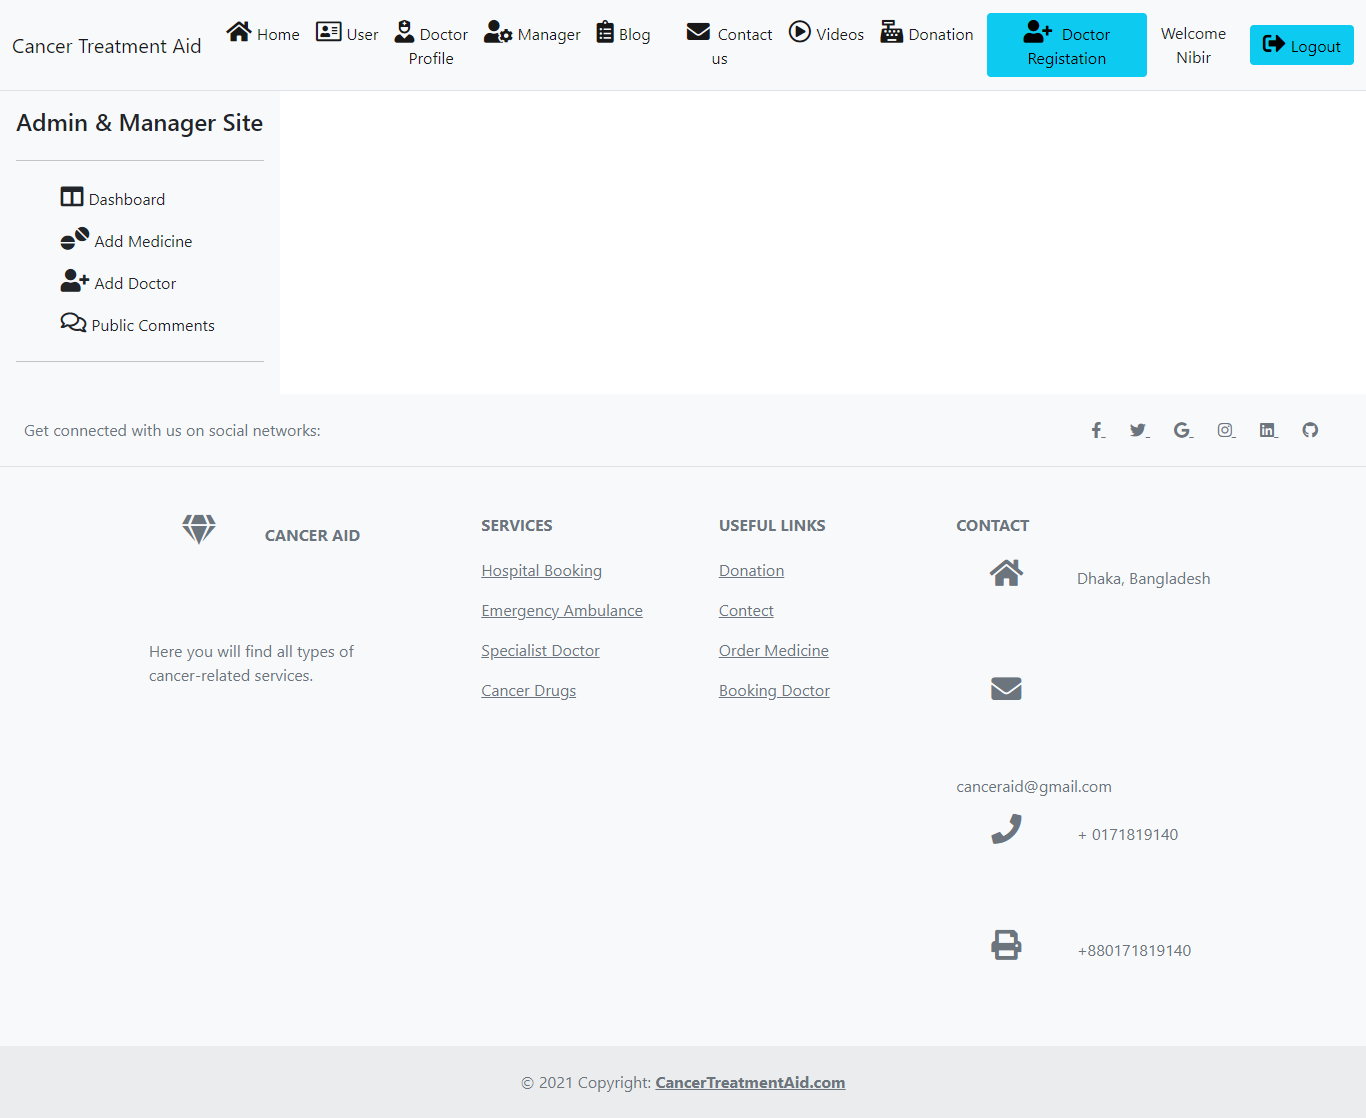 Cancer Treatment Aid
Home
User
Doctor
Profile
Manager
Blog
Contact
us
Videos
Donation
Doctor
Registation
Welcome
Nibir
Logout
Admin & Manager Site
Dashboard
Add Medicine
Add Doctor
Public Comments
Get connected with us on social networks:
CANCER AID
Here you will find all types of
cancer-related services.
SERVICES
Hospital Booking
Emergency Ambulance
Specialist Doctor
Cancer Drugs
USEFUL LINKS
Donation
Contect
Order Medicine
Booking Doctor
CONTACT
Dhaka, Bangladesh
canceraid@gmail.com
+ 0171819140
+880171819140
© 2021 Copyright: CancerTreatmentAid.com